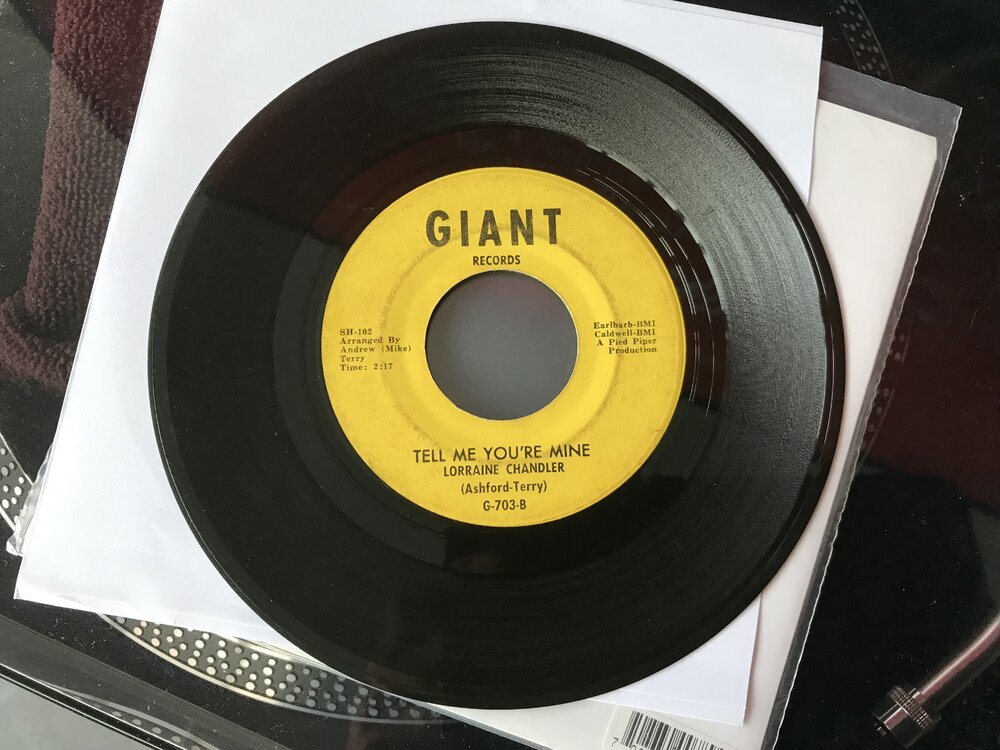 GIANT
RECORDS
SH-102
Arranged By
Andrew (Mike)
Terry
Time: 2:17
Earlbarb-BMI
Caldwell-BMI
A Pied Piper
Production
TELL ME YOU'RE MINE
LORRAINE CHANDLER
(Ashford-Terry)
G-703-B
7